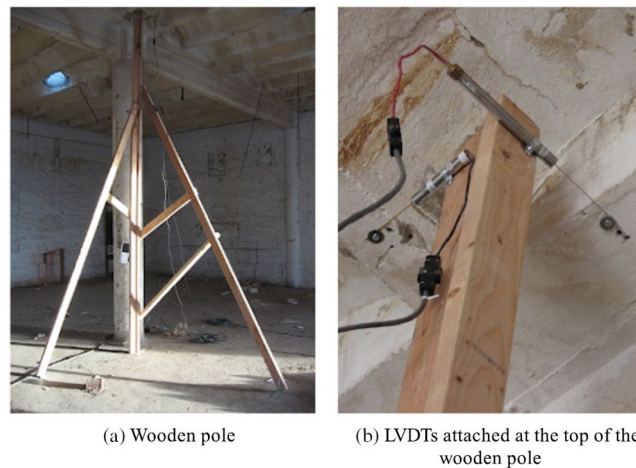 (a) Wooden pole
(b) LVDTs attached at the top of the
wooden pole